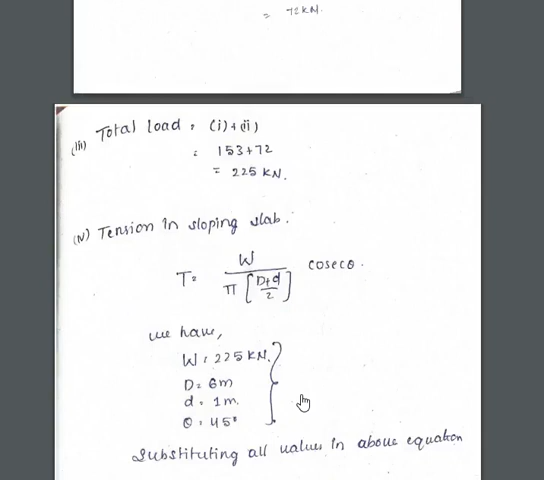 = 72 KN.
(iii) Total load = (i)+(ii)
= 153+72
= 225 KN.
(iv) Tension in sloping slab.
T = W / π [D+d / 2] cosecθ.
we have,
W = 225 KN.
D = 6m
d = 1m.
θ = 45°
Substituting all values in above equation